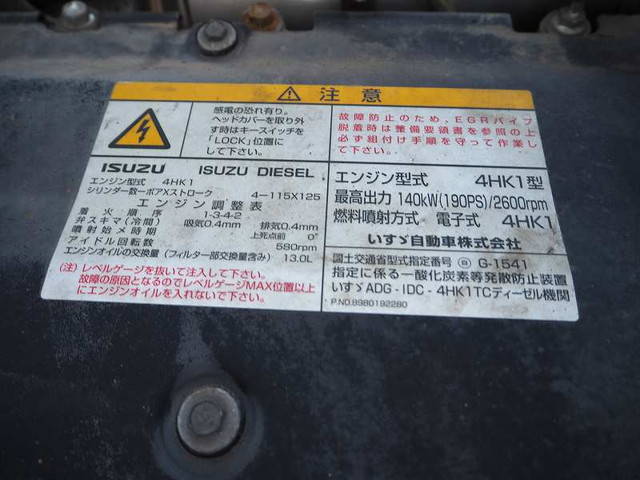 注意
感電の恐れ有り。
ヘッドカバーを取り外
す時はキースイッチを
「LOCK」位置に
して下さい。
故障防止のため、EGRパイプ
脱着時は整備要領書を参照の上
必ず組付け手順を守って作業し
て下さい。
ISUZU ISUZU DIESEL
エンジン型式 4HK1
シリンダー数ーボアXストローク 4-115X125
エンジン調整表
着火順序 1-3-4-2
弁スキマ(冷間) 吸気0.4mm 排気0.4mm
噴射始メ時期 上死点前 0°
アイドル回転数 580rpm
エンジンオイルの交換量(フィルター部交換量含み) 13.0L
(注)レベルゲージを抜いて注入して下さい。
故障の原因となるのでレベルゲージMAX位置以上
にエンジンオイルを入れないで下さい。
エンジン型式 4HK1型
最高出力 140kW(190PS)/2600rpm
燃料噴射方式 電子式 4HK1
いすゞ自動車株式会社
国土交通省型式指定番号 G-1541
指定に係る一酸化炭素等発散防止装置
いすゞADG-IDC-4HK1TCディーゼル機関
P.NO.8980192280